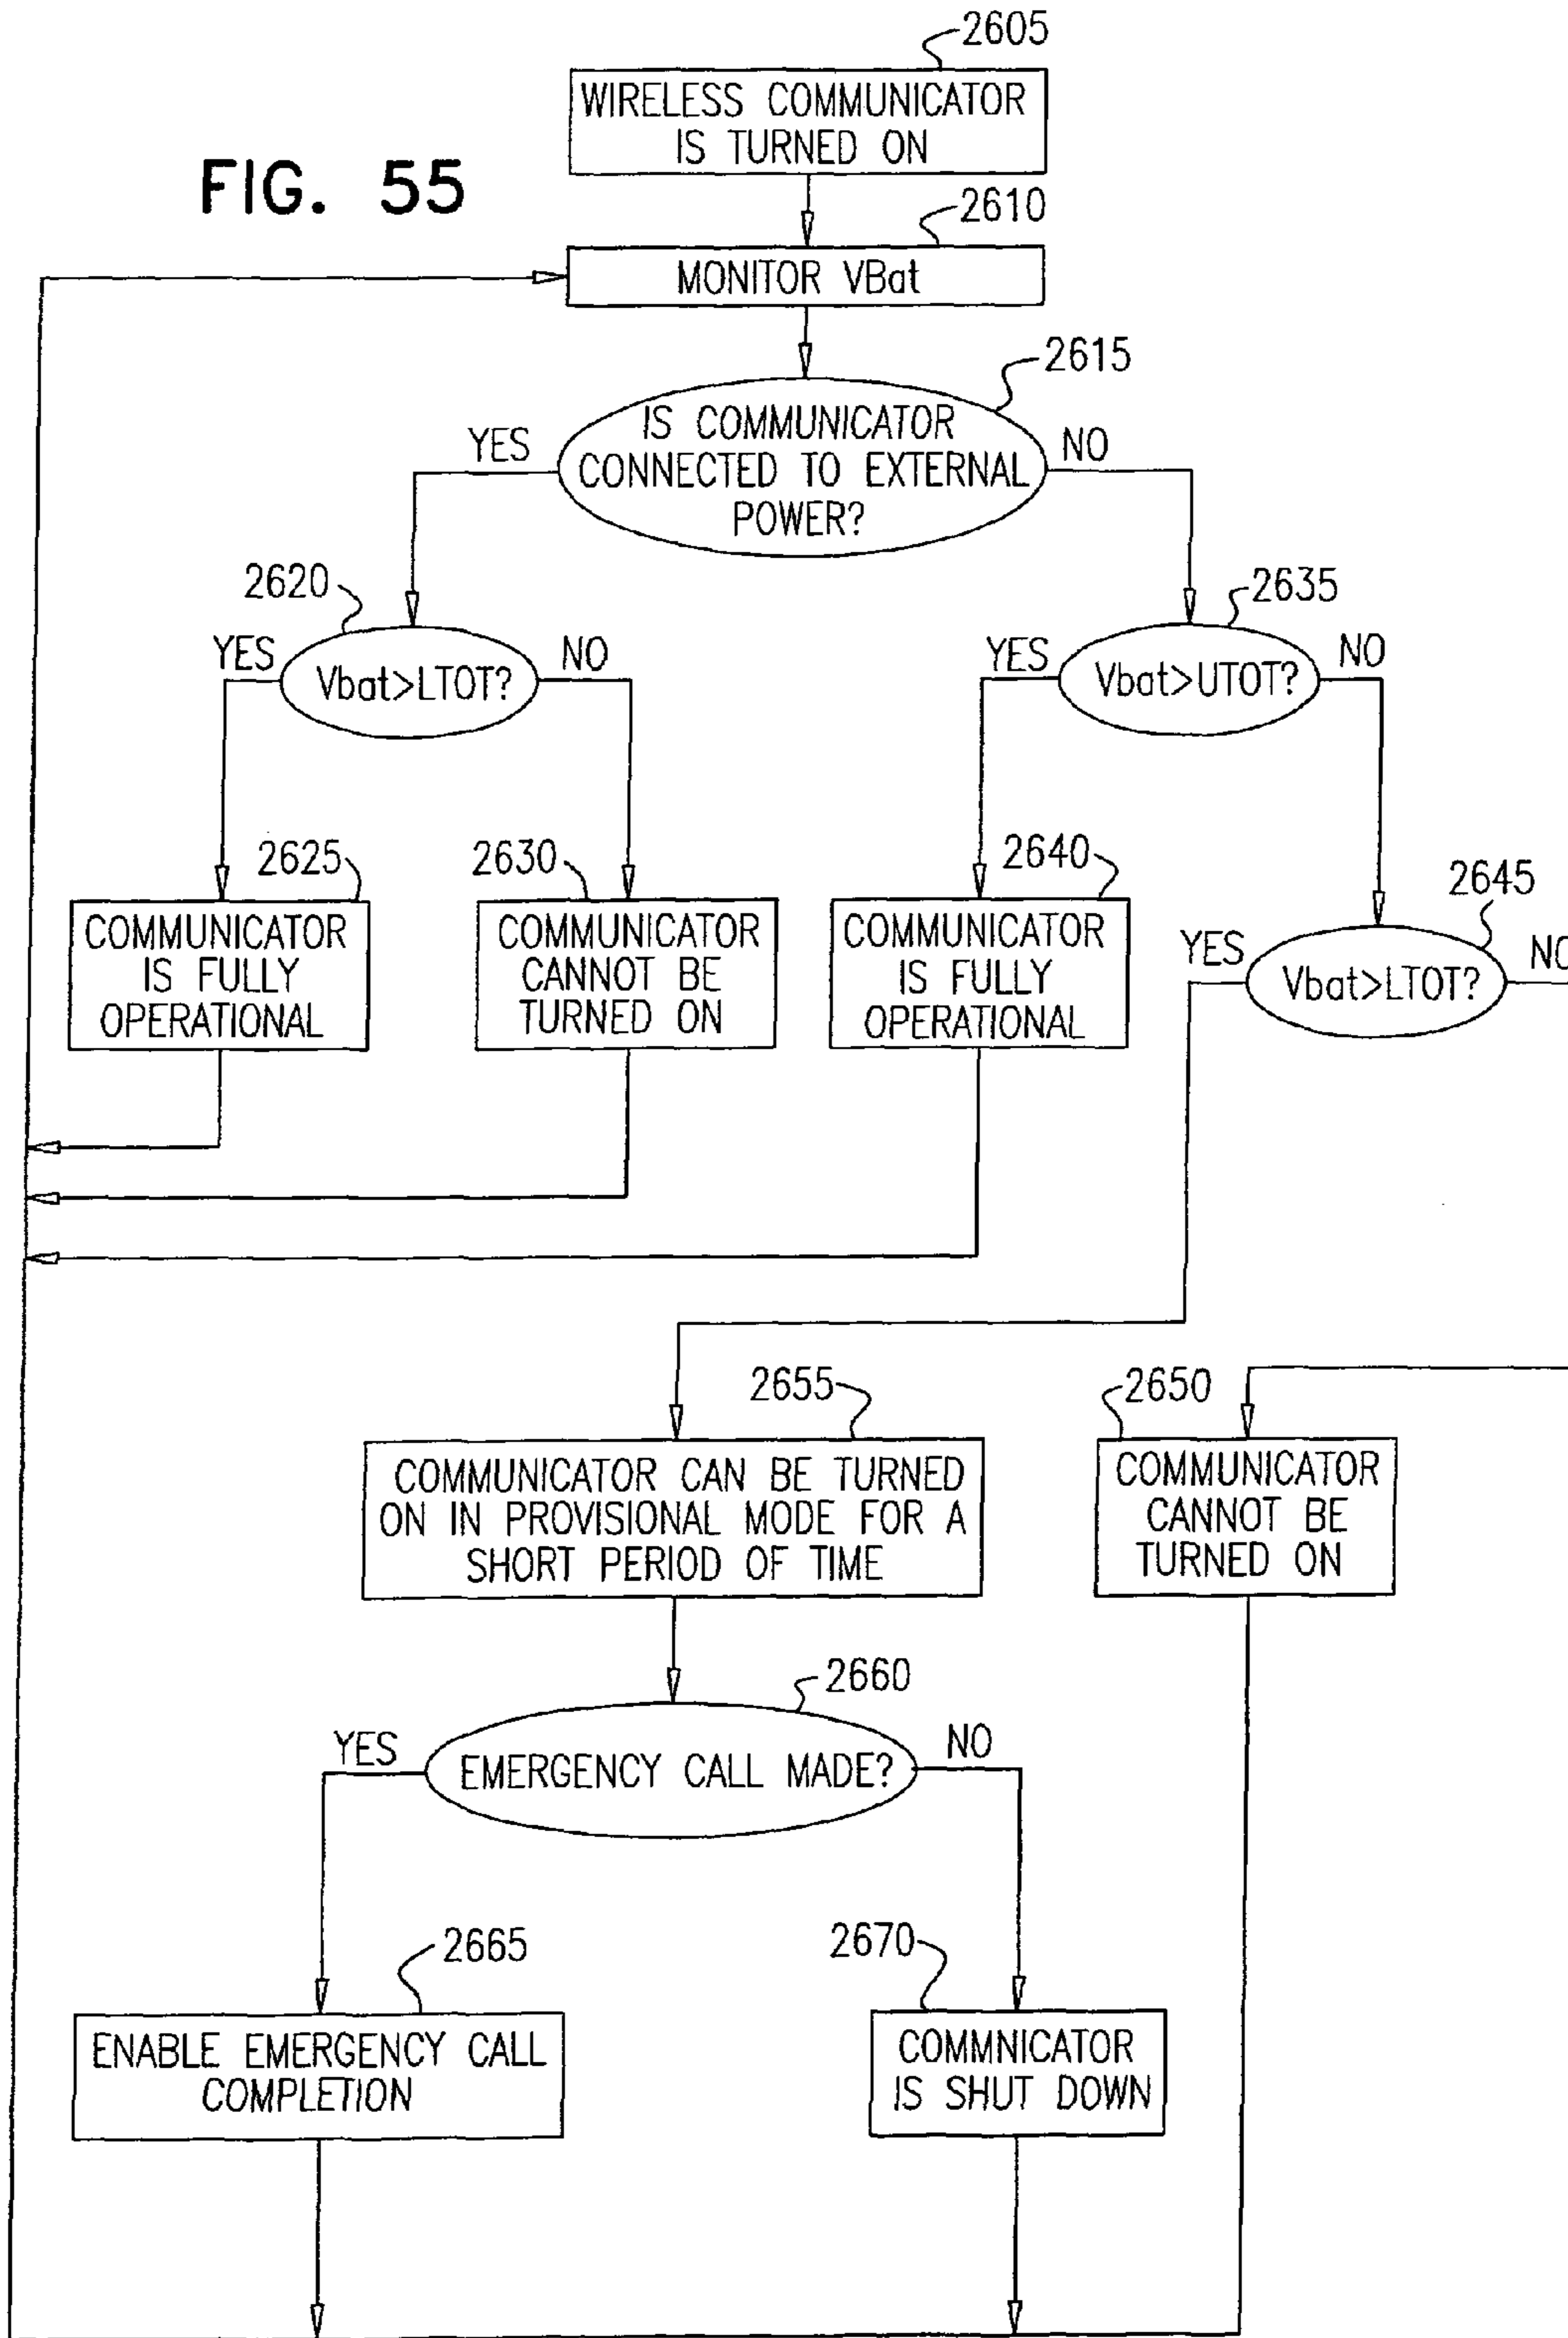 2605
WIRELESS COMMUNICATOR
IS TURNED ON
FIG. 55
2610
MONITOR VBat
2615
IS COMMUNICATOR
CONNECTED TO EXTERNAL
POWER?
YES
NO
2620
2635
YES
Vbat>LTOT?
NO
YES
Vbat>UTOT?
NO
2625
2630
2640
2645
COMMUNICATOR
IS FULLY
OPERATIONAL
COMMUNICATOR
CANNOT BE
TURNED ON
COMMUNICATOR
IS FULLY
OPERATIONAL
YES
Vbat>LTOT?
NO
2655
2650
COMMUNICATOR CAN BE TURNED
ON IN PROVISIONAL MODE FOR A
SHORT PERIOD OF TIME
COMMUNICATOR
CANNOT BE
TURNED ON
2660
YES
EMERGENCY CALL MADE?
NO
2665
2670
ENABLE EMERGENCY CALL
COMPLETION
COMMNICATOR
IS SHUT DOWN